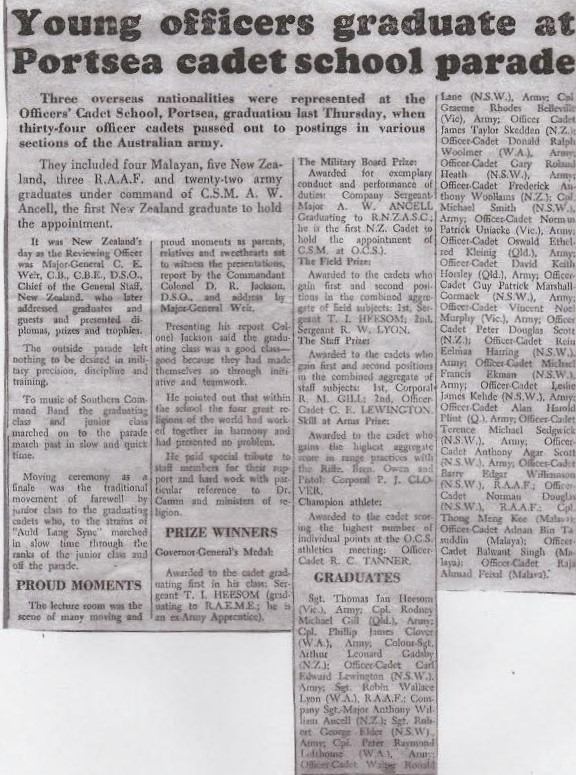 Young officers graduate at
Portsea cadet school parade
Three overseas nationalities were represented at the
Officers' Cadet School, Portsea, graduation last Thursday, when
thirty-four officer cadets passed out to postings in various
sections of the Australian army.
They included four Malayan, five New Zea-
land, three R.A.A.F. and twenty-two army
graduates under command of C.S.M. A. W.
Ancell, the first New Zealand graduate to hold
the appointment.
It was New Zealand's
day as the Reviewing Officer
was Major-General C. E.
Weir, C.B., C.B.E., D.S.O.,
Chief of the General Staff,
New Zealand, who later
addressed graduates and
guests and presented di-
plomas, prizes and trophies.
The outside parade left
nothing to be desired in mili-
tary precision, discipline and
training.
To music of Southern Com-
mand Band the graduating
class and junior class
marched on to the parade
match past in slow and quick
time.
Moving ceremony as a
finale was the traditional
movement of farewell by
junior class to the graduating
cadets who, to the strains of
"Auld Lang Sync" marched
in slow time through the
ranks of the junior class and
off the parade.
PROUD MOMENTS
The lecture room was the
scene of many moving and
proud moments as parents,
relatives and sweethearts sat
to witness the presentations,
report by the Commandant
Colonel D. R. Jackson,
D.S.O., and address by
Major-General Weir.
Presenting his report Col-
onel Jackson said the gradu-
ating class was a good class—
good because they had made
themselves so through initi-
ative and teamwork.
He pointed out that within
the school the four great re-
ligions of the world had work-
ed together in harmony and
had presented no problem.
He paid special tribute to
staff members for their sup-
port and hard work with par-
ticular reference to Dr.
Camm and ministers of re-
ligion.
PRIZE WINNERS
Governor-General's Medal:
Awarded to the cadet grad-
uating first in his class: Ser-
geant T. I. HEESOM (grad-
uating to R.A.E.M.E.; he is
an ex-Army Apprentice).
The Military Board Prize:
Awarded for exemplary
conduct and performance of
duties: Company Sergeant-
Major A. W. ANCELL
Graduating to R.N.Z.A.S.C.;
he is the first N.Z. Cadet to
hold the appointment of
C.S.M. at O.C.S.).
The Field Prize:
Awarded to the cadets who
gain first and second posi-
tions in the combined aggre-
gate of field subjects: 1st, Ser-
geant T. I. HEESOM; 2nd,
Sergeant R. W. LYON.
The Staff Prize:
Awarded to the cadets who
gain first and second positions
in the combined aggregate of
staff subjects: 1st, Corporal
R. M. GILL; 2nd, Officer-
Cadet C. E. LEWINGTON.
Skill at Arms Prize:
Awarded to the cadet who
gains the highest aggregate
score in range practices with
the Rifle, Bren, Owen and
Pistol: Corporal P. J. CLO-
VER.
Champion athlete:
Awarded to the cadet scor-
ing the highest number of
individual points at the O.C.S.
athletics meeting: Officer-
Cadet R. C. TANNER.
GRADUATES
Sgt. Thomas Ian Heesom
(Vic.), Army; Cpl. Rodney
Michael Gill (Qld.), Army;
Cpl. Phillip James Clover
(W.A.), Army; Colour-Sgt.
Arthur Leonard Gadsby
(N.Z.); Officer-Cadet Carl
Edward Lewington (N.S.W.),
Army; Sgt. Robin Wallace
Lyon (W.A.), R.A.A.F.; Com-
pany Sgt.-Major Anthony Wil-
liam Ancell (N.Z.); Sgt. Rob-
ert George Elder (N.S.W.),
Army; Cpl. Peter Raymond
(W.A.), Army;
Officer-Cadet Walter Ronald
Lane (N.S.W.), Army; Cpl.
Graeme Rhodes Belleville
(Vic), Army; Officer Cadet
James Taylor Skedden (N.Z.);
Officer-Cadet Donald Ralph
Woolmer (W.A.), Army;
Officer-Cadet Gary Roland
Heath (N.S.W.), Army;
Officer-Cadet Frederick An-
thony Woollams (N.Z.); Cpl.
Michael Smith (N.S.W.),
Army; Officer-Cadet Norman
Patrick Uniacke (Vic.), Army;
Officer-Cadet Oswald Ethel-
red Kleinig (Qld.), Army;
Officer-Cadet David Keith
Horsley (Qld.), Army; Officer-
Cadet Guy Patrick Marshall-
Cormack (N.S.W.), Army;
Officer-Cadet Vincent Noel
Murphy (Vic.), Army; Officer
Cadet Peter Douglas Scott
(N.Z.); Officer-Cadet Rein
Harring (N.S.W.),
Army; Officer-Cadet Michael
Francis Ekman (N.S.W.),
Army; Officer-Cadet Leslie
James Kehde (N.S.W.), Army;
Officer-Cadet Alan Harold
Flint (Q.), Army; Officer-Cadet
Terence Michael Sedgwick
(N.S.W.), Army; Officer-
Cadet Anthony Agar Scott
(N.S.W.), Army; Officer-Cadet
Barry Edgar Wilkinson
(N.S.W.), R.A.A.F.; Officer-
Cadet Norman Douglas
(N.S.W.), R.A.A.F.; Cpl.
Thong Meng Kee (Malaya);
Officer-Cadet Adnan Bin Ta-
suddin (Malaya); Officer-
Cadet Balwant Singh (Ma-
laya); Officer-Cadet Raja
Ahmad Feisal (Malaya).